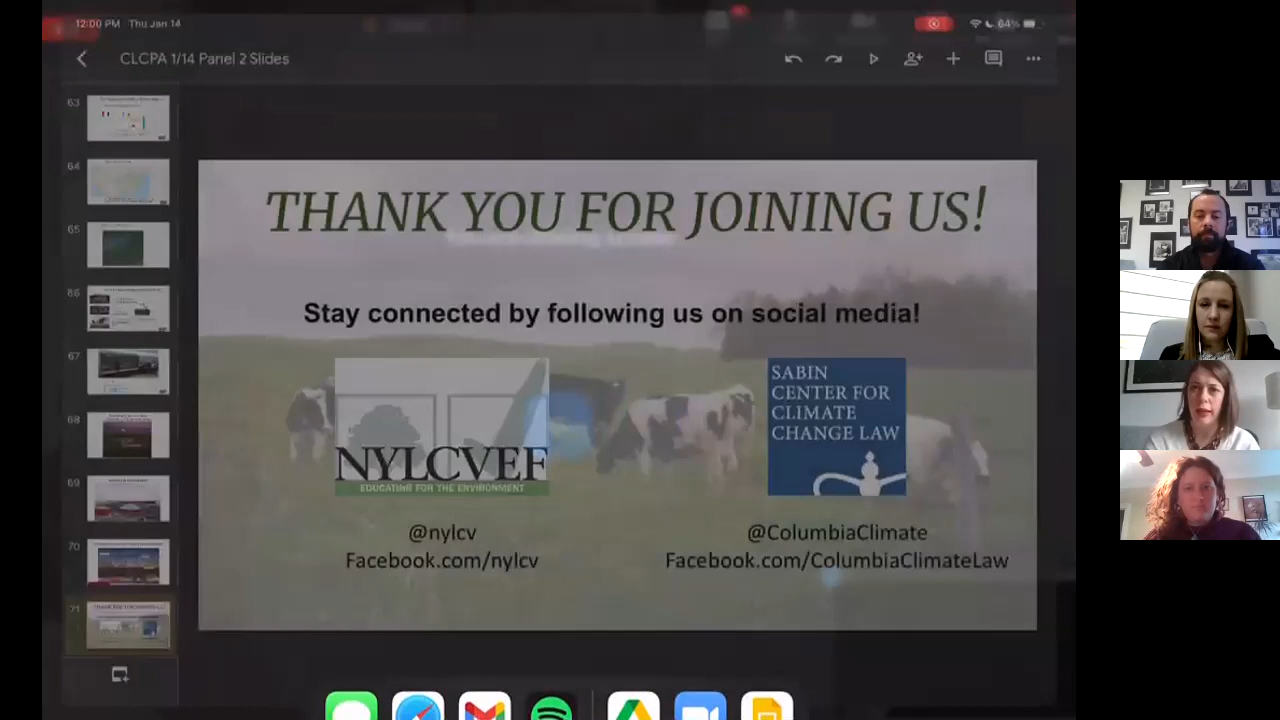 12:00 PM Thu Jan 14
64%
CLCPA 1/14 Panel 2 Slides
63
64
65
66
67
68
69
70
71
THANK YOU FOR JOINING US!
Stay connected by following us on social media!
NYLCVEF
EDUCATING FOR THE ENVIRONMENT
@nylcv
Facebook.com/nylcv
SABIN
CENTER FOR
CLIMATE
CHANGE LAW
@ColumbiaClimate
Facebook.com/ColumbiaClimateLaw